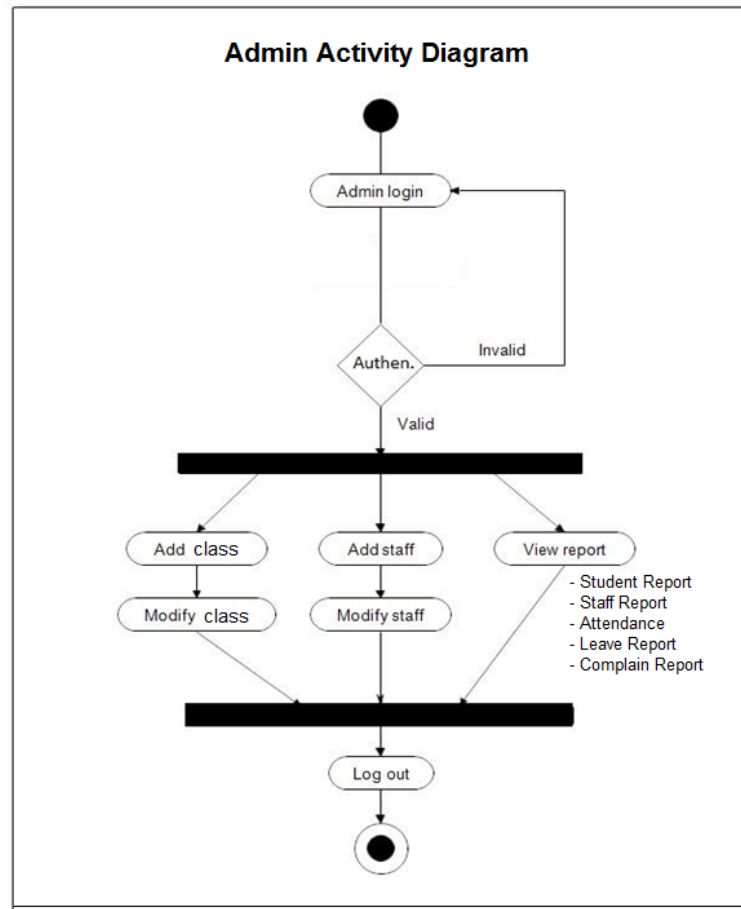 Admin Activity Diagram
Admin login
Invalid
Authen.
Valid
Add class
Add staff
View report
- Student Report
- Staff Report
- Attendance
- Leave Report
- Complain Report
Modify class
Modify staff
Log out